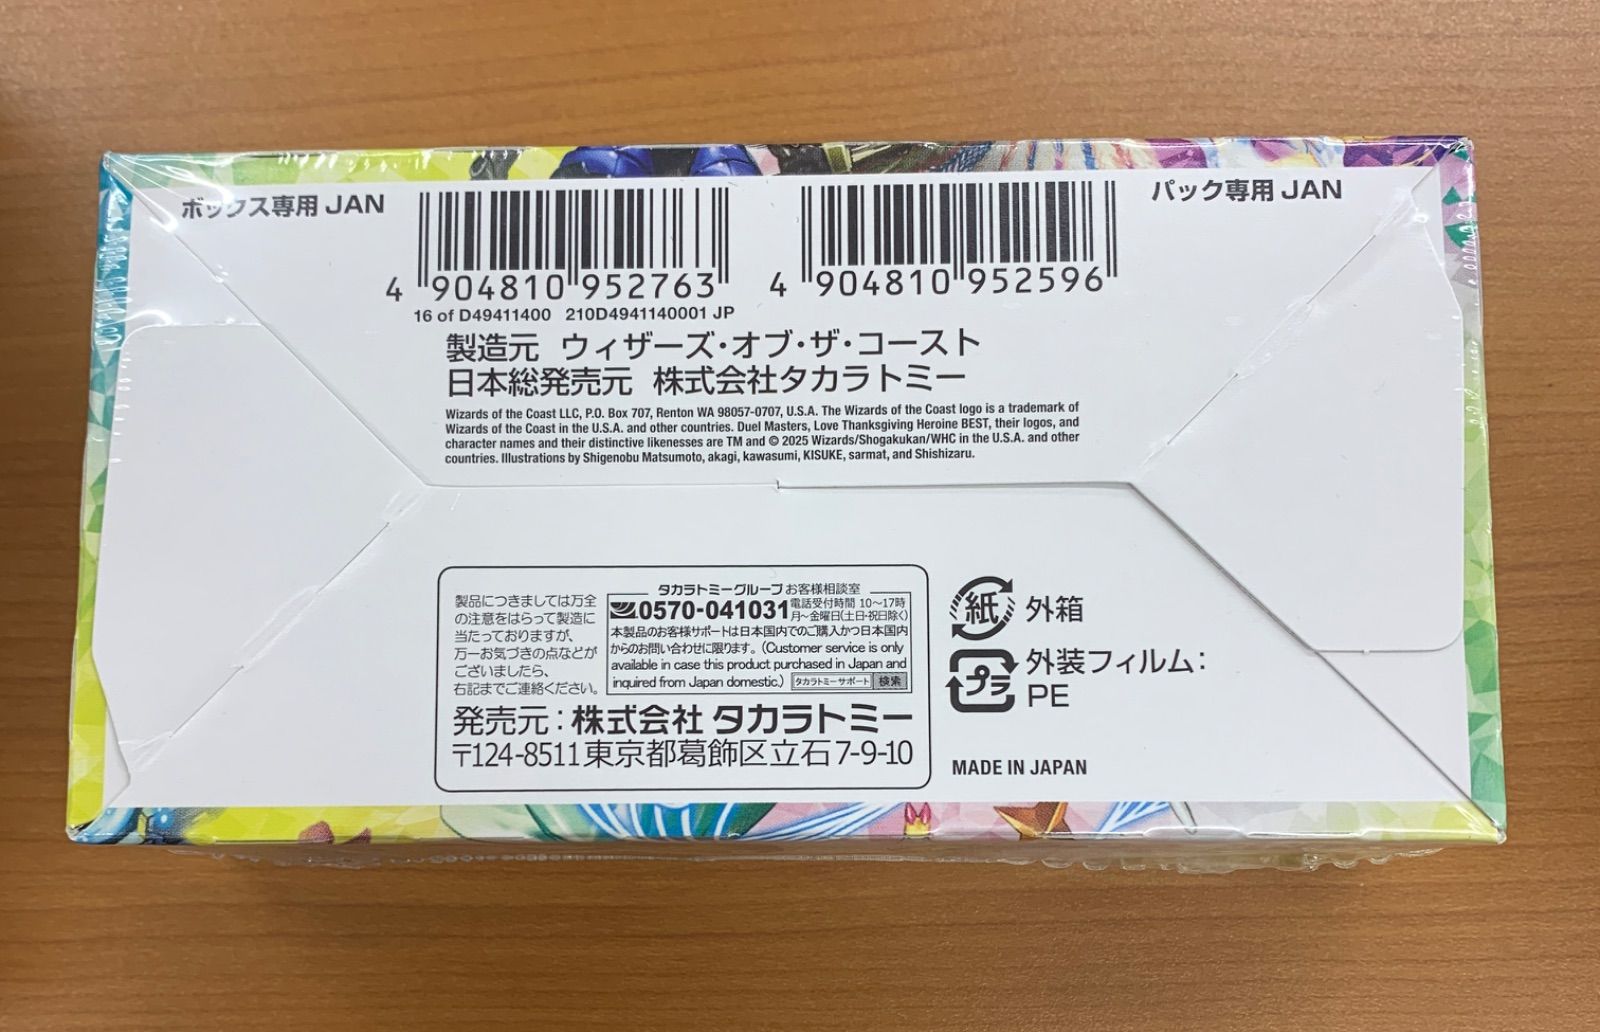 ボックス専用 JAN
4 904810 952763
4 904810 952596
パック専用 JAN
16 of D49411400 210D4941140001 JP
製造元 ウィザーズ・オブ・ザ・コースト
日本総発売元 株式会社タカラトミー
Wizards of the Coast LLC, P.O. Box 707, Renton WA 98057-0707, U.S.A. The Wizards of the Coast logo is a trademark of
Wizards of the Coast in the U.S.A. and other countries. Duel Masters, Love Thanksgiving Heroine BEST, their logos, and
character names and their distinctive likenesses are TM and © 2025 Wizards/Shogakukan/WHC in the U.S.A. and other
countries. Illustrations by Shigenobu Matsumoto, akagi, kawasumi, KISUKE, sarmat, and Shishizaru.
製品につきましては万全
の注意をはらって製造に
当たっておりますが、
万一お気づきの点などが
ございましたら、
右記までご連絡ください。
タカラトミーグループお客様相談室
0570-041031 電話受付時間 10〜17時
月〜金曜日(土日・祝日除く)
本製品のお客様サポートは日本国内でのご購入かつ日本国内
からのお問い合わせに限ります。(Customer service is only
available in case this product purchased in Japan and
inquired from Japan domestic.) タカラトミーサポート 検索
発売元:株式会社 タカラトミー
〒124-8511 東京都葛飾区立石 7-9-10
紙 外箱
プラ 外装フィルム:
PE
MADE IN JAPAN